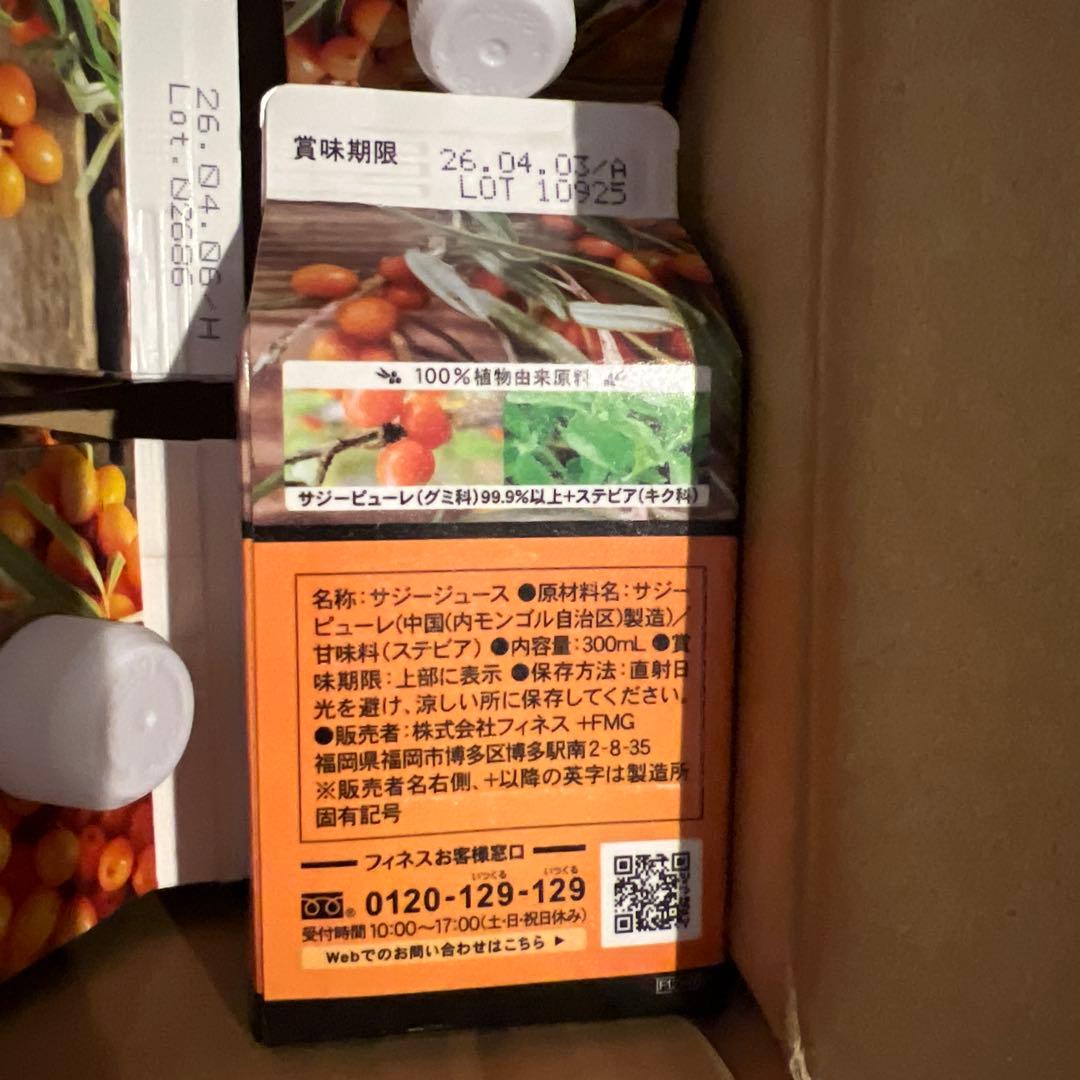 26.04.06/H
Lot.N2686
賞味期限 26.04.03/A
LOT 10925
100%植物由来原料
サジーピューレ(グミ科)99.9%以上+ステビア(キク科)
名称:サジージュース ●原材料名:サジー
ピューレ(中国(内モンゴル自治区)製造)/
甘味料(ステビア) ●内容量:300mL ●賞
味期限:上部に表示 ●保存方法:直射日
光を避け、涼しい所に保存してください。
●販売者:株式会社フィネス +FMG
福岡県福岡市博多区博多駅南2-8-35
※販売者名右側、+以降の英字は製造所
固有記号
フィネスお客様窓口
いつくる いつくる
0120-129-129
受付時間 10:00〜17:00(土・日・祝日休み)
Webでのお問い合わせはこちら ▶